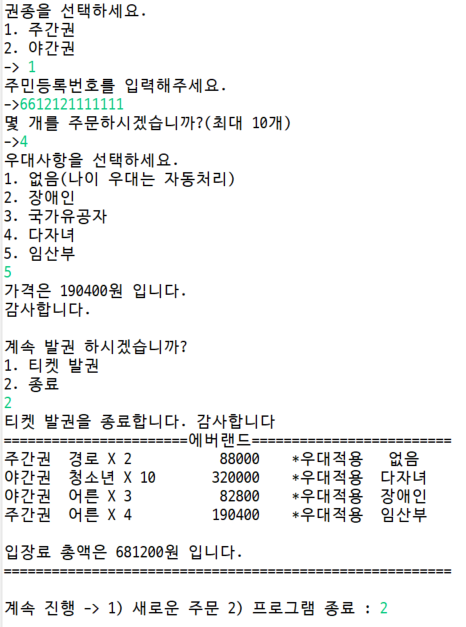 권종을 선택하세요.
1. 주간권
2. 야간권
-> 1
주민등록번호를 입력해주세요.
->6612121111111
몇 개를 주문하시겠습니까?(최대 10개)
->4
우대사항을 선택하세요.
1. 없음(나이 우대는 자동처리)
2. 장애인
3. 국가유공자
4. 다자녀
5. 임산부
5
가격은 190400원 입니다.
감사합니다.
계속 발권 하시겠습니까?
1. 티켓 발권
2. 종료
2
티켓 발권을 종료합니다. 감사합니다
=======================에버랜드=========================
주간권 경로 X 2 88000 *우대적용 없음
야간권 청소년 X 10 320000 *우대적용 다자녀
야간권 어른 X 3 82800 *우대적용 장애인
주간권 어른 X 4 190400 *우대적용 임산부
입장료 총액은 681200원 입니다.
========================================================
계속 진행 -> 1) 새로운 주문 2) 프로그램 종료 : 2